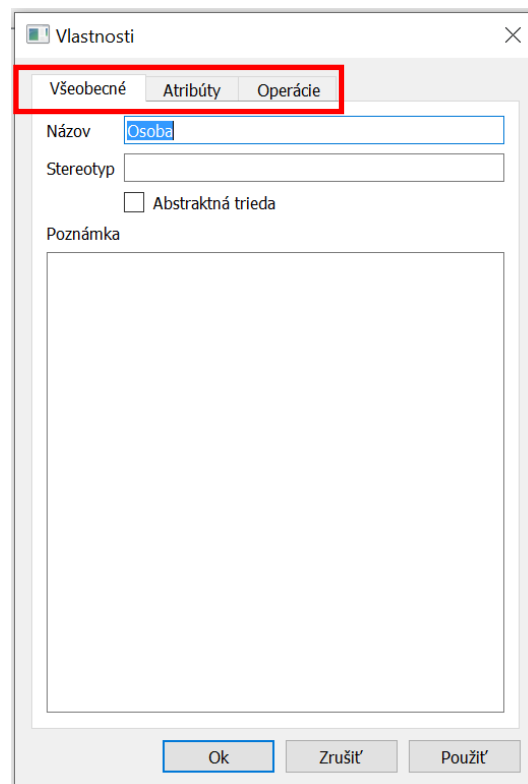 Vlastnosti
Všeobecné Atribúty Operácie
Názov Osoba
Stereotyp
Abstraktná trieda
Poznámka
Ok Zrušiť Použiť